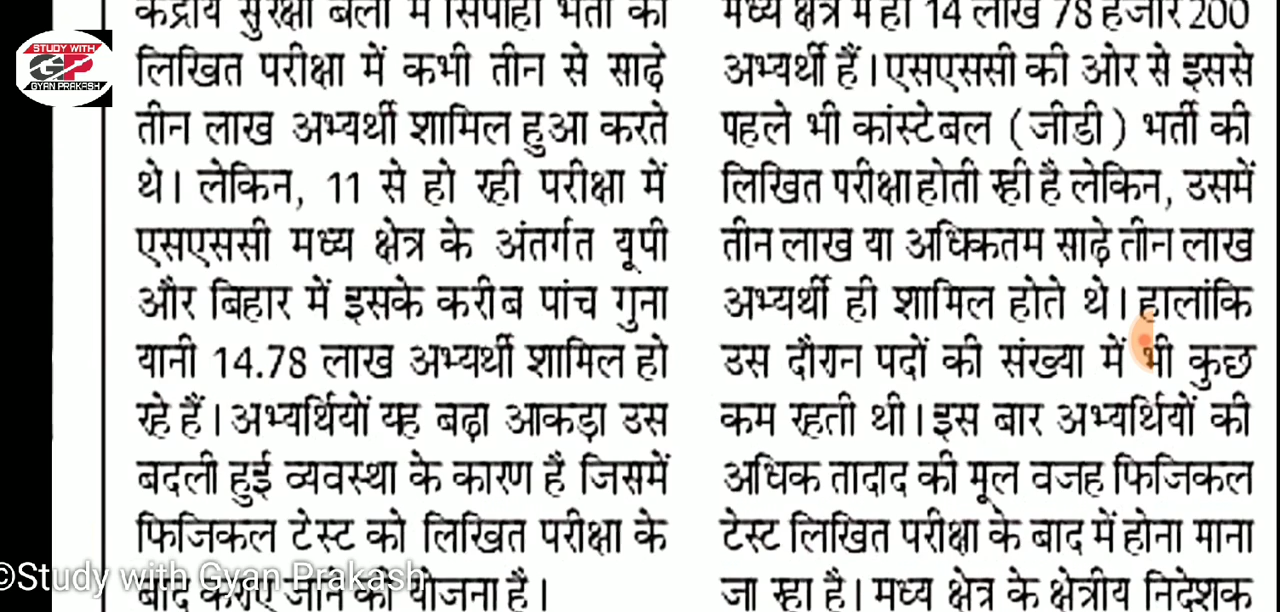 STUDY WITH
GP
GYAN PRAKASH
केंद्रीय सुरक्षा बलों में सिपाही भर्ती की
लिखित परीक्षा में कभी तीन से साढ़े
तीन लाख अभ्यर्थी शामिल हुआ करते
थे। लेकिन, 11 से हो रही परीक्षा में
एसएससी मध्य क्षेत्र के अंतर्गत यूपी
और बिहार में इसके करीब पांच गुना
यानी 14.78 लाख अभ्यर्थी शामिल हो
रहे हैं। अभ्यर्थियों यह बढ़ा आकड़ा उस
बदली हुई व्यवस्था के कारण है जिसमें
फिजिकल टेस्ट को लिखित परीक्षा के
बाद कराए जाने की योजना है।
मध्य क्षेत्र में ही 14 लाख 78 हजार 200
अभ्यर्थी हैं। एसएससी की ओर से इससे
पहले भी कांस्टेबल (जीडी) भर्ती की
लिखित परीक्षा होती रही है लेकिन, उसमें
तीन लाख या अधिकतम साढ़े तीन लाख
अभ्यर्थी ही शामिल होते थे। हालांकि
उस दौरान पदों की संख्या में भी कुछ
कम रहती थी। इस बार अभ्यर्थियों की
अधिक तादाद की मूल वजह फिजिकल
टेस्ट लिखित परीक्षा के बाद में होना माना
जा रहा है। मध्य क्षेत्र के क्षेत्रीय निदेशक
©Study with Gyan Prakash